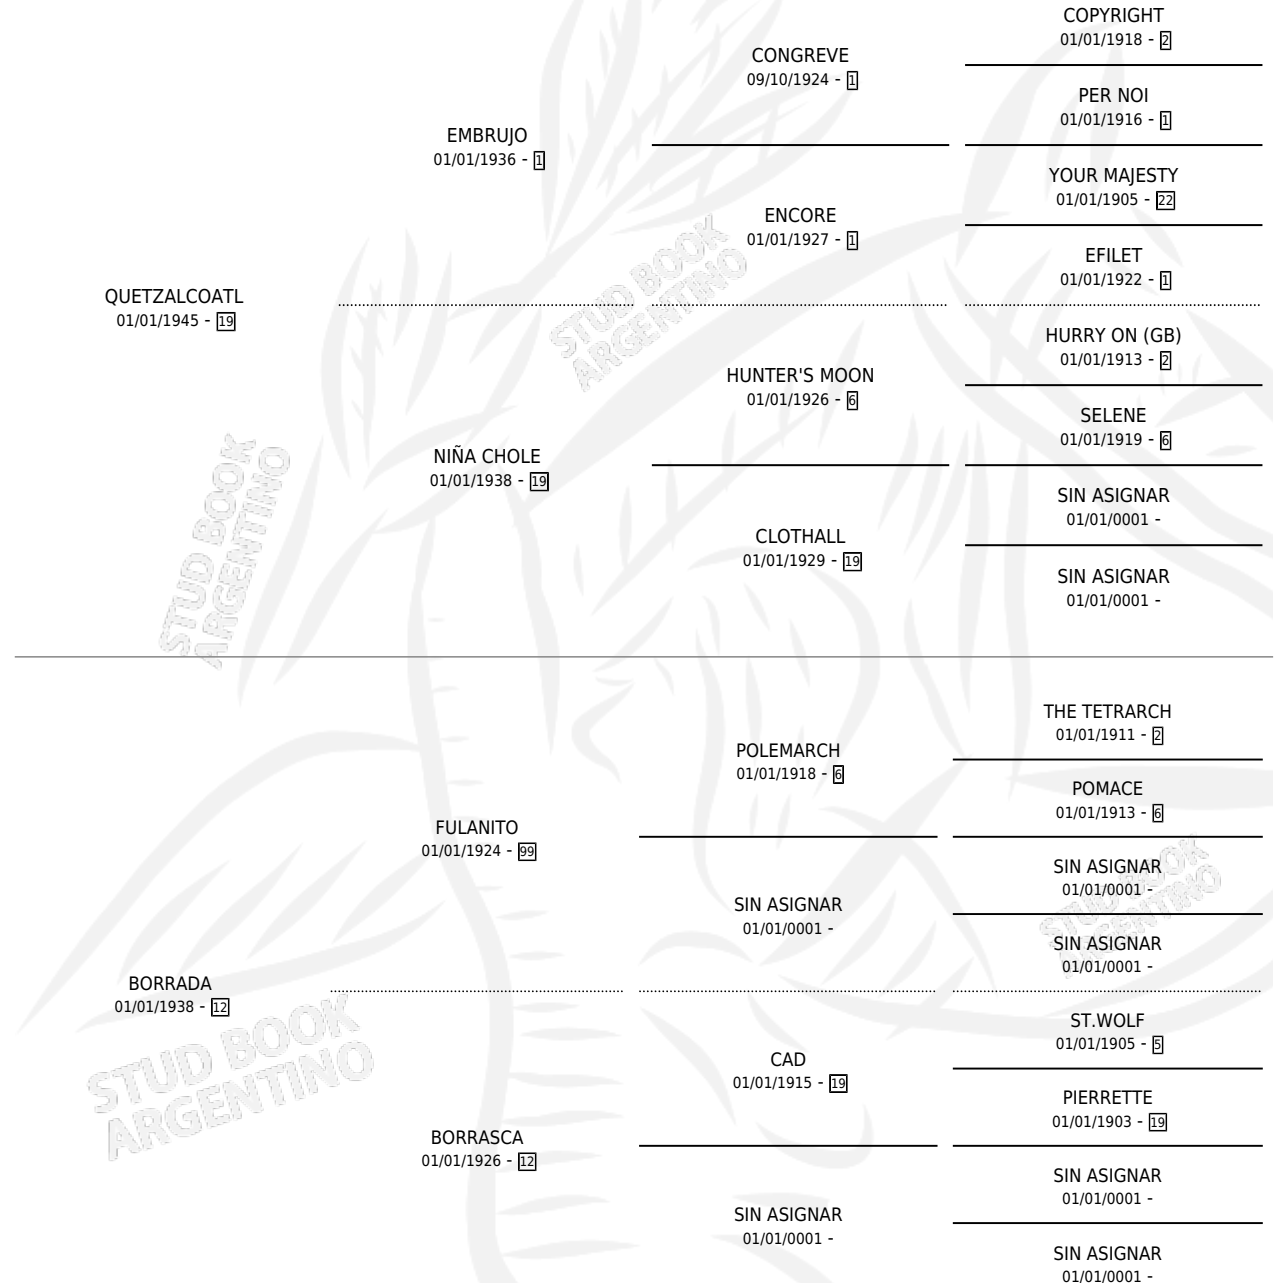 COPYRIGHT
01/01/1918 - 2
CONGREVE
09/10/1924 - 1
PER NOI
01/01/1916 - 1
EMBRUJO
01/01/1936 - 1
YOUR MAJESTY
01/01/1905 - 22
ENCORE
01/01/1927 - 1
EFILET
01/01/1922 - 1
QUETZALCOATL
01/01/1945 - 19
HURRY ON (GB)
01/01/1913 - 2
HUNTER'S MOON
01/01/1926 - 6
SELENE
01/01/1919 - 6
NIÑA CHOLE
01/01/1938 - 19
SIN ASIGNAR
01/01/0001 -
CLOTHALL
01/01/1929 - 19
SIN ASIGNAR
01/01/0001 -
THE TETRARCH
01/01/1911 - 2
POLEMARCH
01/01/1918 - 6
POMACE
01/01/1913 - 6
FULANITO
01/01/1924 - 99
SIN ASIGNAR
01/01/0001 -
SIN ASIGNAR
01/01/0001 -
SIN ASIGNAR
01/01/0001 -
BORRADA
01/01/1938 - 12
ST.WOLF
01/01/1905 - 5
CAD
01/01/1915 - 19
PIERRETTE
01/01/1903 - 19
BORRASCA
01/01/1926 - 12
SIN ASIGNAR
01/01/0001 -
SIN ASIGNAR
01/01/0001 -
SIN ASIGNAR
01/01/0001 -
STUD BOOK
ARGENTINO
STUD BOOK
ARGENTINO
STUD BOOK
ARGENTINO
STUD BOOK
ARGENTINO